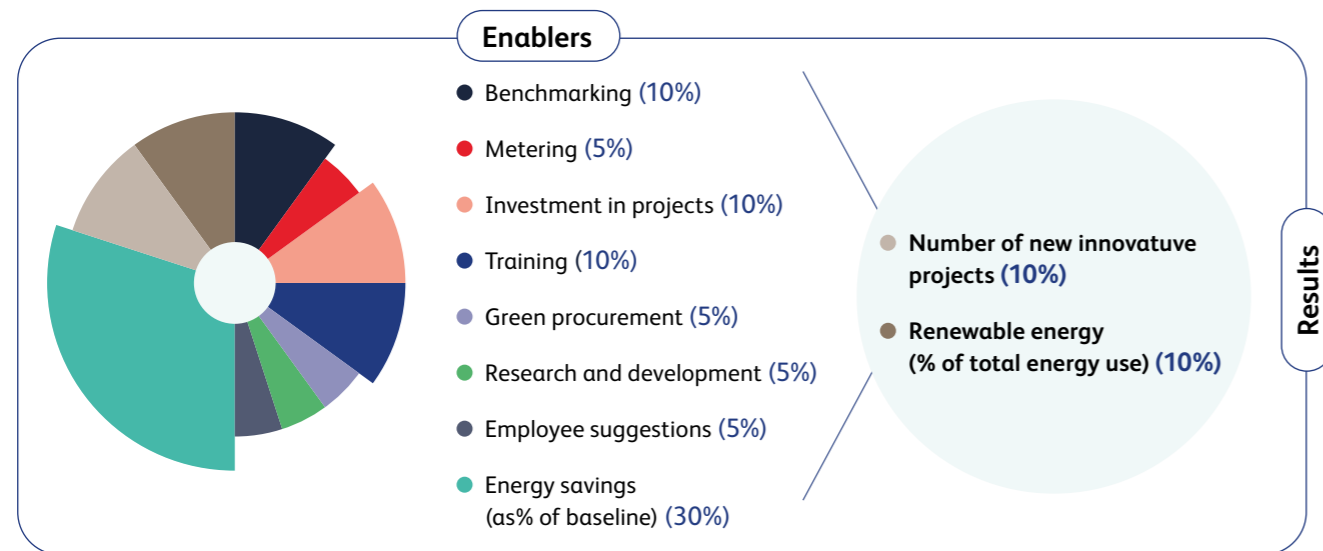 Enablers
Benchmarking (10%)
Metering (5%)
Investment in projects (10%)
Training (10%)
Green procurement (5%)
Research and development (5%)
Employee suggestions (5%)
Energy savings
(as% of baseline) (30%)
Number of new innovatuve
projects (10%)
Renewable energy
(% of total energy use) (10%)
Results